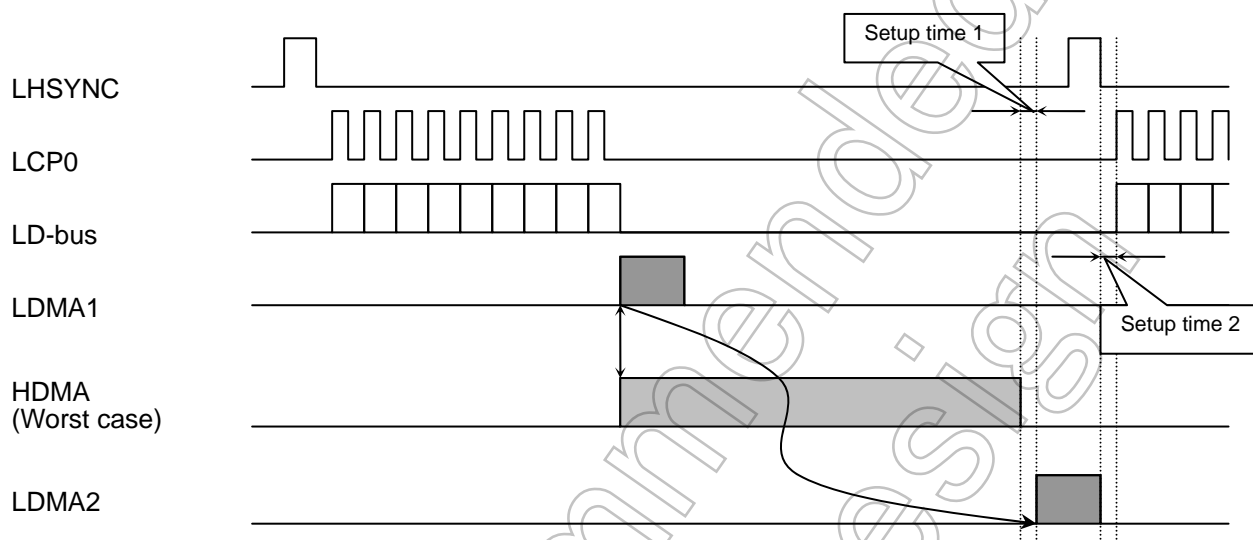 Setup time 1
LHSYNC
LCP0
LD-bus
LDMA1
Setup time 2
HDMA
(Worst case)
LDMA2